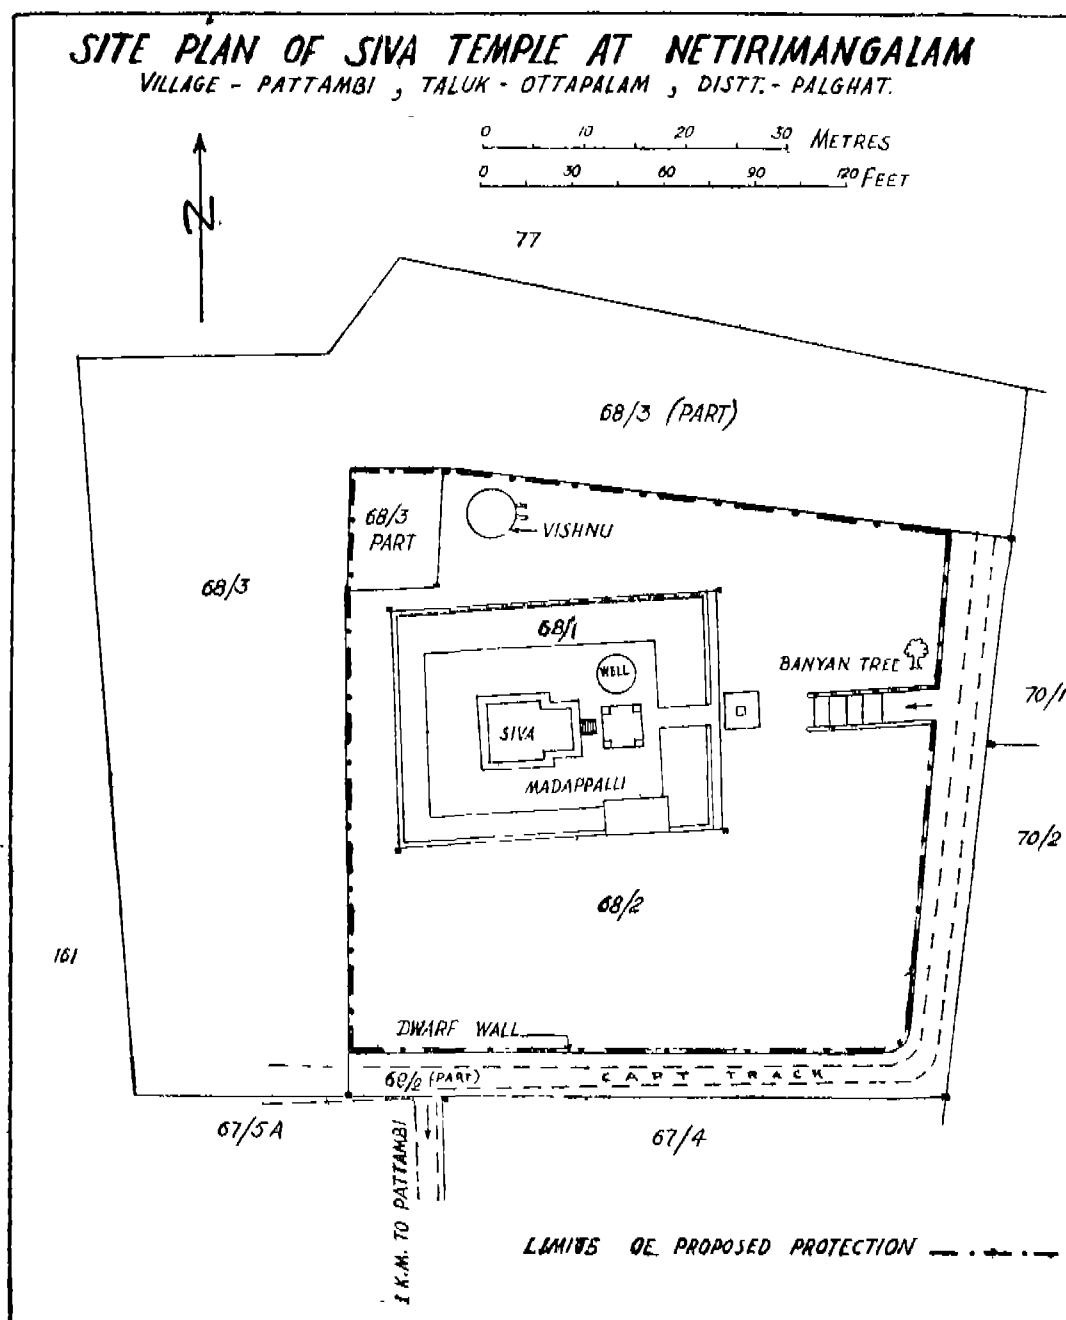 SITE PLAN OF SIVA TEMPLE AT NETIRIMANGALAM
VILLAGE - PATTAMBI , TALUK - OTTAPALAM , DISTT.- PALGHAT.
0 10 20 30 METRES
0 30 60 90 120 FEET
N
77
68/3 (PART)
68/3
PART
VISHNU
68/3
68/1
WELL
BANYAN TREE
70/1
SIVA
MADAPPALLI
70/2
68/2
161
DWARF WALL
68/2 (PART)
CART TRACK
67/5A
67/4
1 K.M. TO PATTAMBI
LIMITS OF PROPOSED PROTECTION